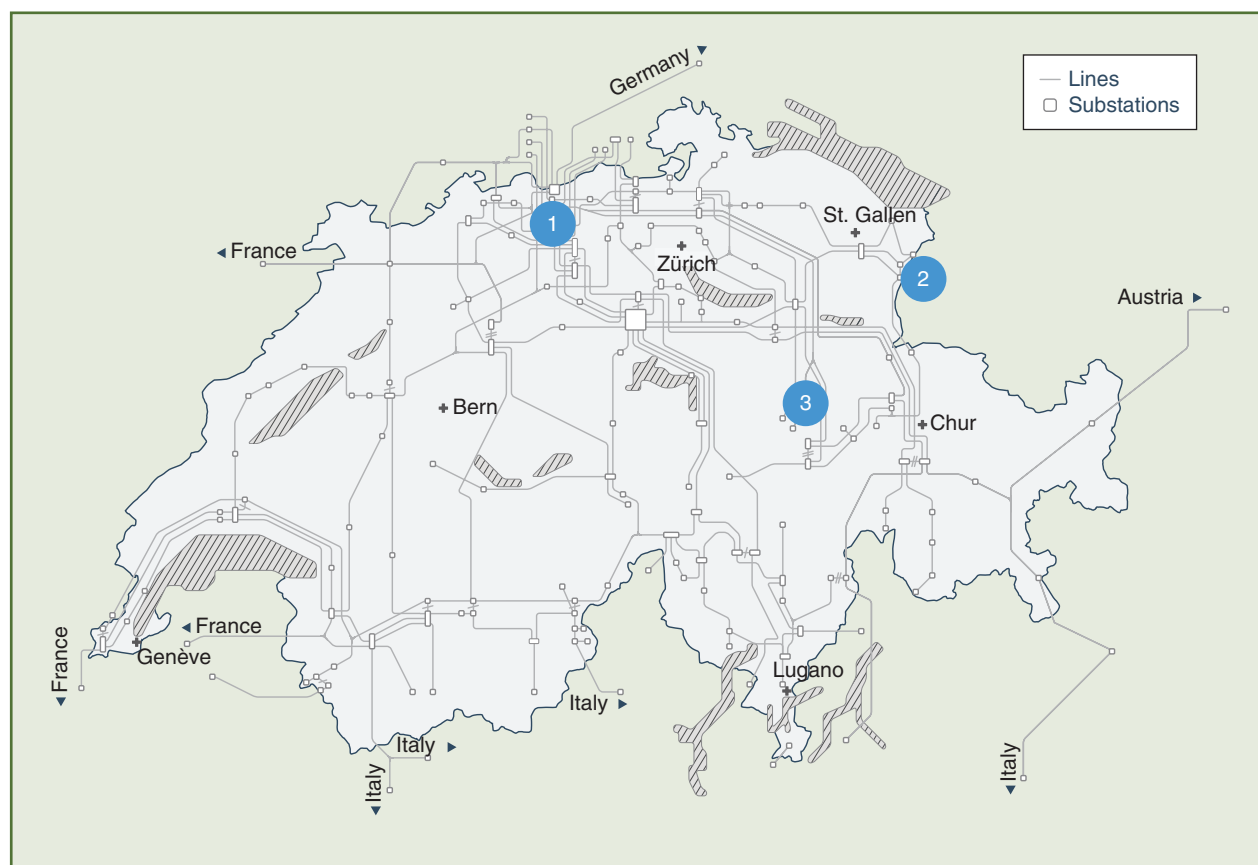 Germany
Lines
Substations
1
St. Gallen
France
Zürich
2
Austria
3
Bern
Chur
France
France
Genève
Lugano
Italy
Italy
Italy
Italy